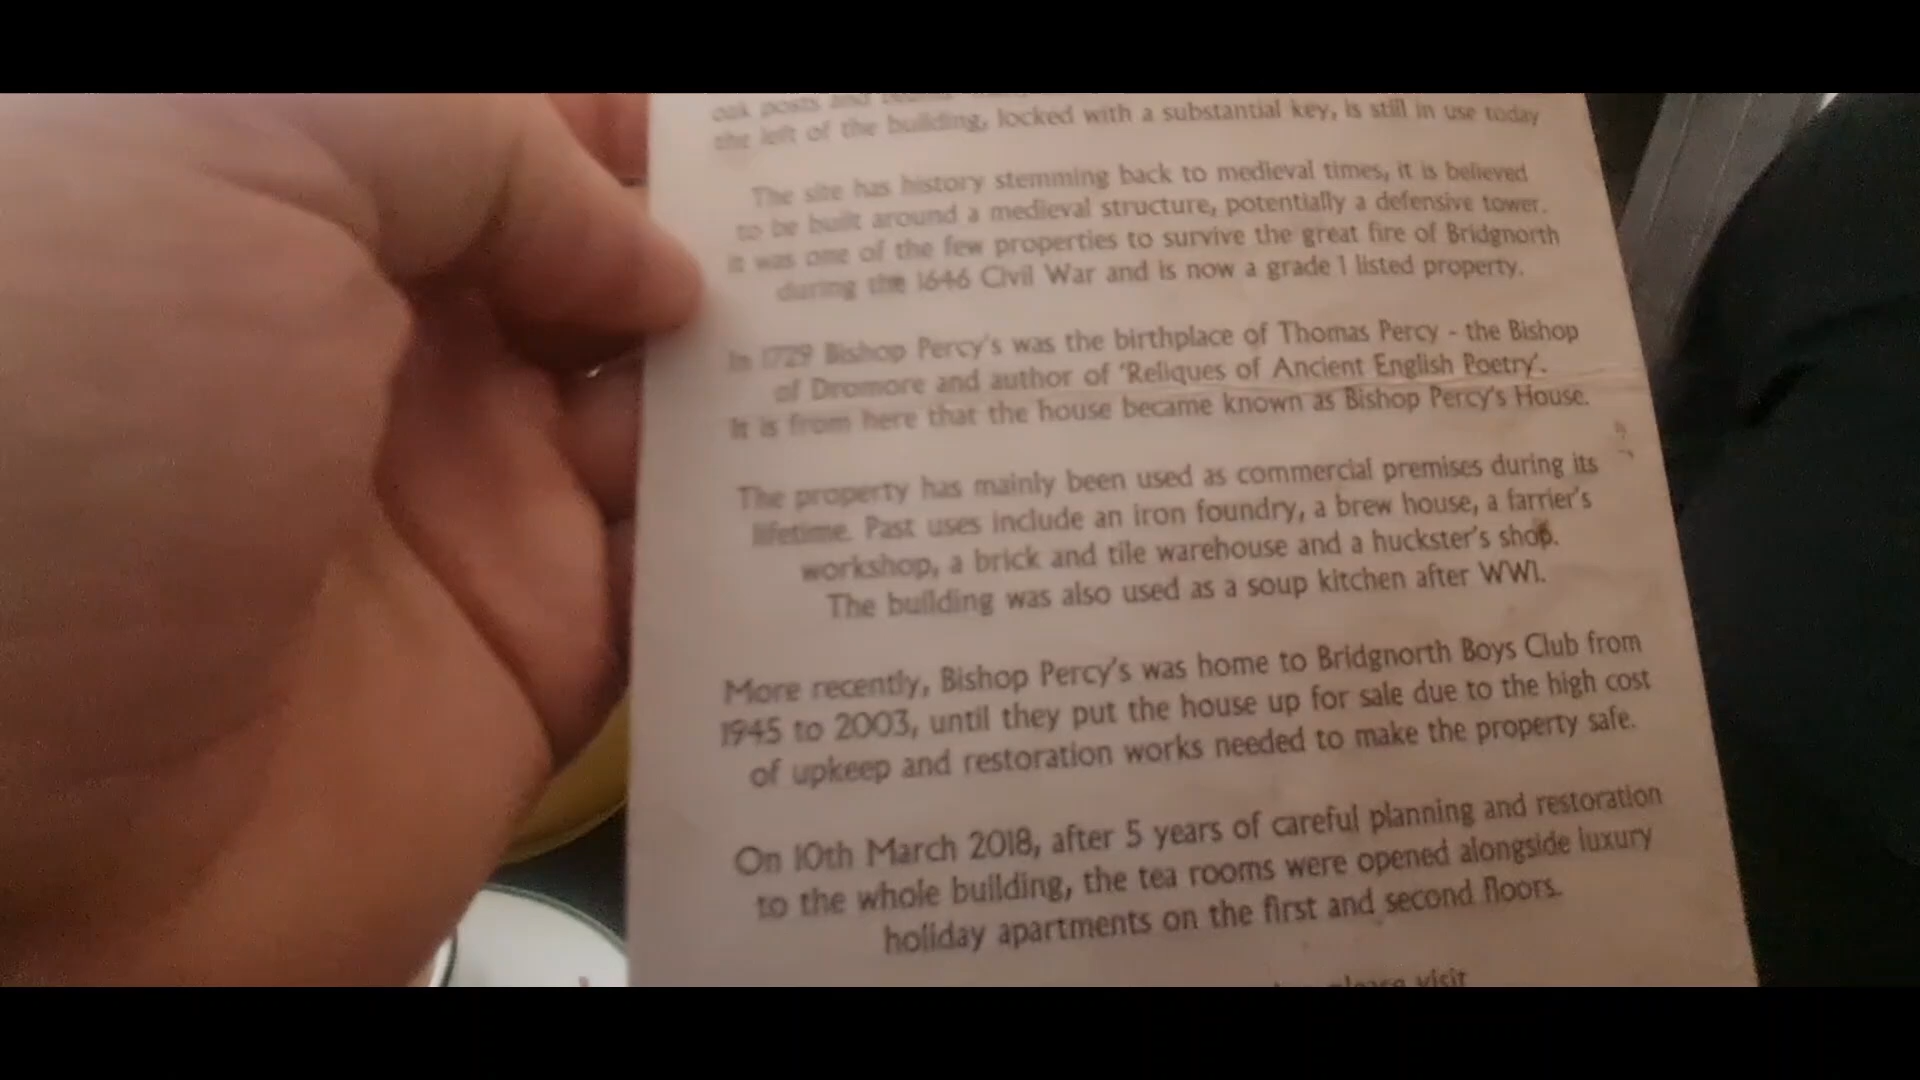 oak posts and
the left of the building, locked with a substantial key, is still in use today
The site has history stemming back to medieval times, it is believed
to be built around a medieval structure, potentially a defensive tower.
It was one of the few properties to survive the great fire of Bridgnorth
during the 1646 Civil War and is now a grade 1 listed property.
In 1729 Bishop Percy's was the birthplace of Thomas Percy - the Bishop
of Dromore and author of 'Reliques of Ancient English Poetry'.
It is from here that the house became known as Bishop Percy's House.
The property has mainly been used as commercial premises during its
lifetime. Past uses include an iron foundry, a brew house, a farrier's
workshop, a brick and tile warehouse and a huckster's shop.
The building was also used as a soup kitchen after WW1.
More recently, Bishop Percy's was home to Bridgnorth Boys Club from
1945 to 2003, until they put the house up for sale due to the high cost
of upkeep and restoration works needed to make the property safe.
On 10th March 2018, after 5 years of careful planning and restoration
to the whole building, the tea rooms were opened alongside luxury
holiday apartments on the first and second floors.
please visit